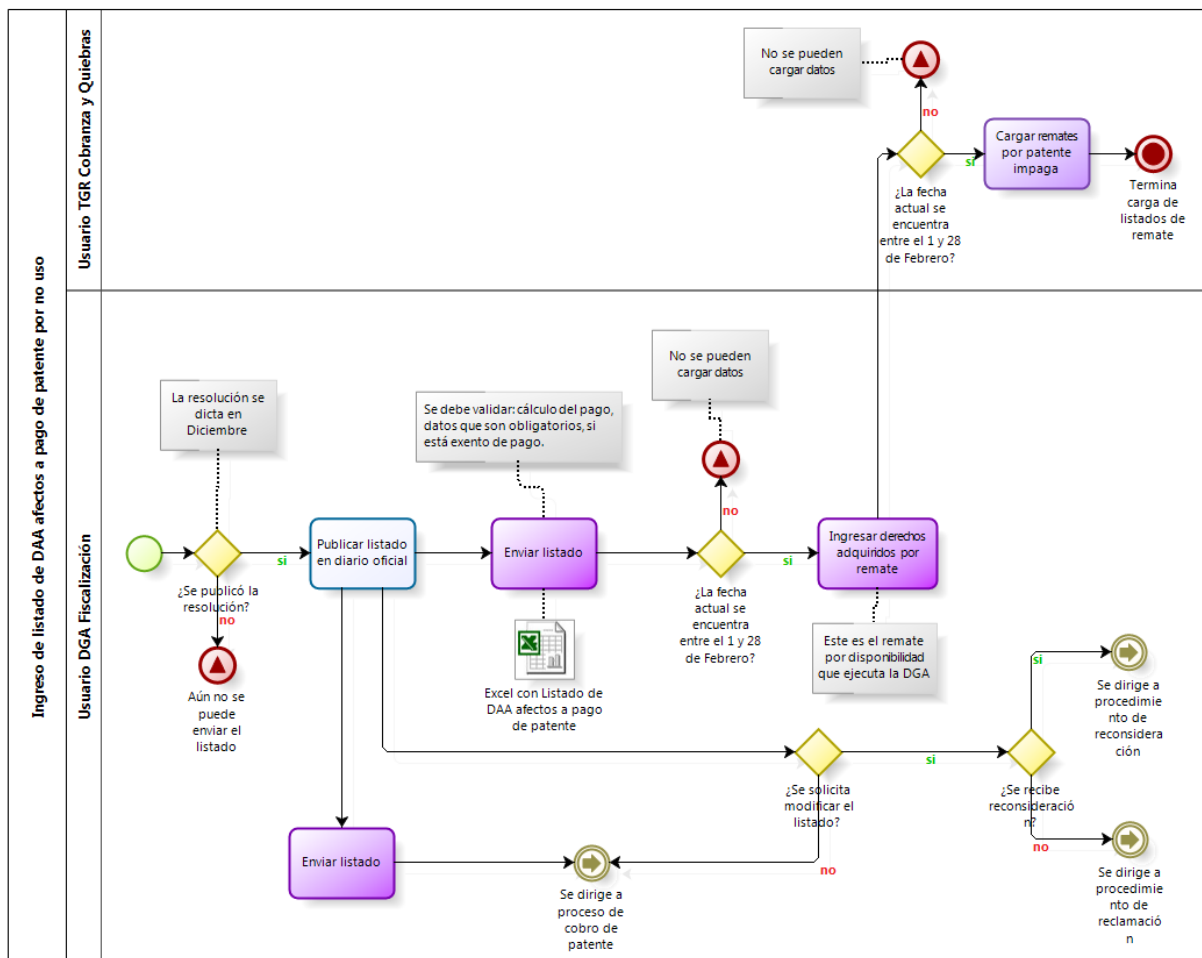 Ingreso de listado de DAA afectos a pago de patente por no uso
Usuario TGR Cobranza y Quiebras
No se pueden
cargar datos
no
Cargar remates
por patente
impaga
si
¿La fecha
actual se
encuentra
entre el 1 y 28
de Febrero?
Termina
carga de
listados de
remate
Usuario DGA Fiscalización
La resolución se
dicta en
Diciembre
Se debe validar: cálculo del pago,
datos que son obligatorios, si
está exento de pago.
No se pueden
cargar datos
no
¿Se publicó la
resolución?
si
no
Aún no se
puede
enviar el
listado
Publicar listado
en diario oficial
Enviar listado
Excel con Listado de
DAA afectos a pago
de patente
¿La fecha
actual se
encuentra
entre el 1 y 28
de Febrero?
si
Ingresar derechos
adquiridos por
remate
Este es el remate
por disponibilidad
que ejecuta la DGA
¿Se solicita
modificar el
listado?
si
no
¿Se recibe
reconsideració
n?
si
Se dirige a
procedimie
nto de
reconsider
ación
no
Se dirige a
procedimie
nto de
reclamació
n
Enviar listado
Se dirige a
proceso de
cobro de
patente